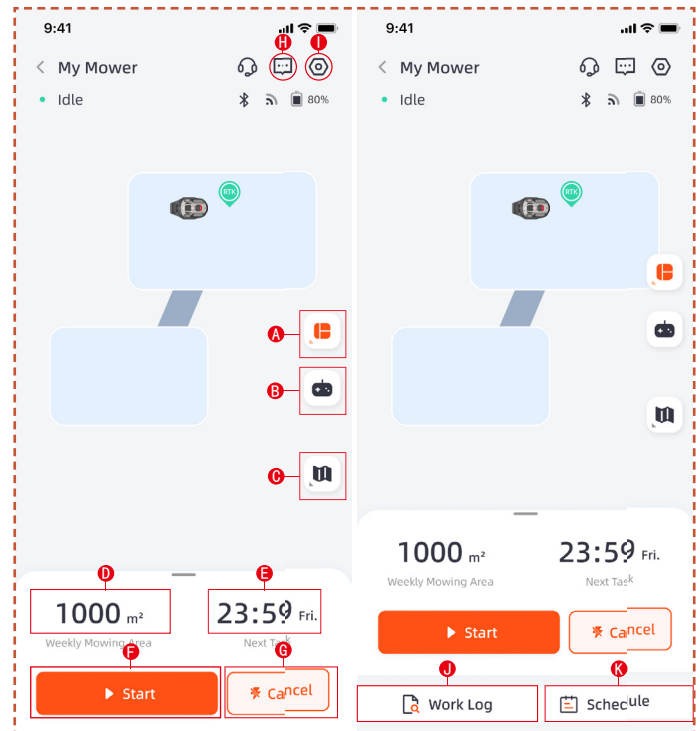 9:41
H
I
My Mower
Idle
80%
RTK
A
B
C
D
E
1000 m²
23:59 Fri.
Weekly Mowing Area
Next Task
F
G
Start
Cancel
9:41
My Mower
Idle
80%
RTK
1000 m²
23:59 Fri.
Weekly Mowing Area
Next Task
Start
Cancel
J
K
Work Log
Schedule